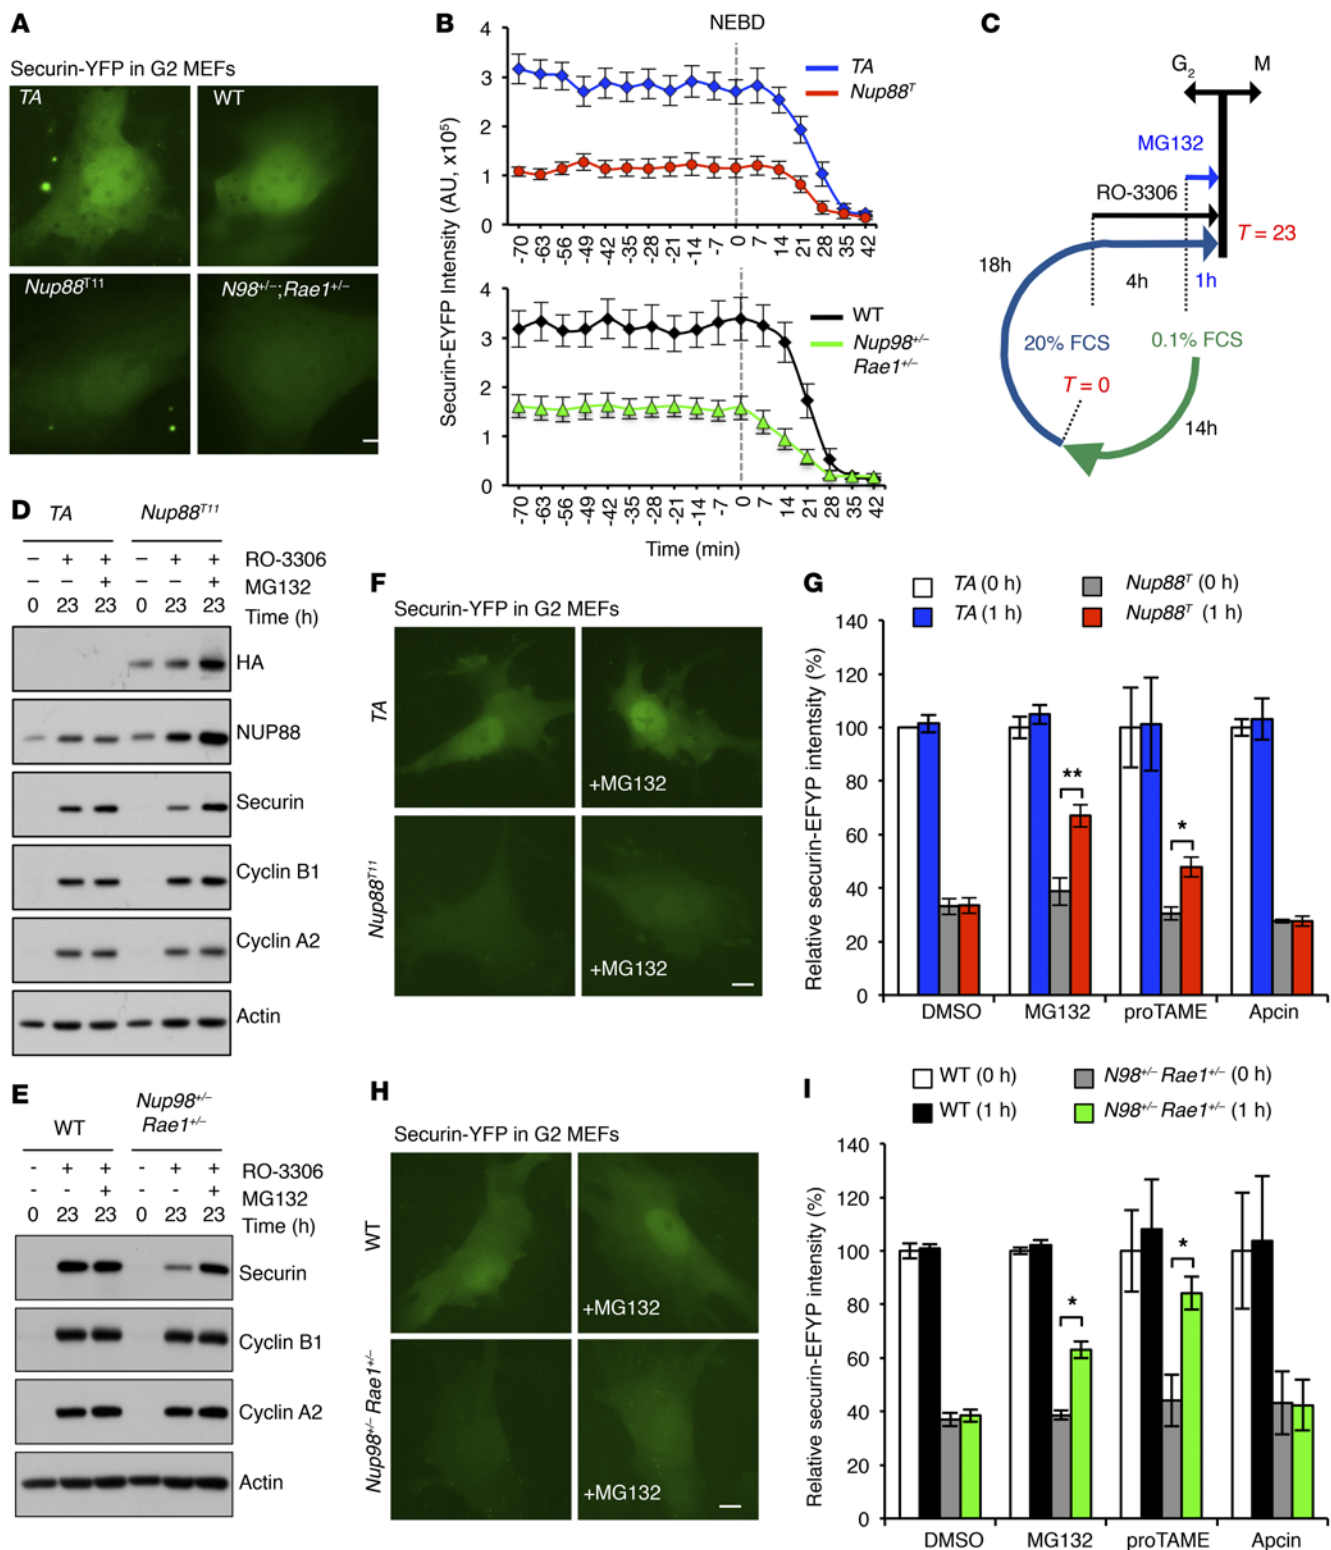 A
Securin-YFP in G2 MEFs
TA
WT
Nup88T11
N98+/–;Rae1+/–
B
NEBD
4
3
2
1
0
TA
Nup88T
-70 -63 -56 -49 -42 -35 -28 -21 -14 -7 0 7 14 21 28 35 42
Securin-EYFP Intensity (AU, x10⁵)
4
3
2
1
0
WT
Nup98+/–
Rae1+/–
-70 -63 -56 -49 -42 -35 -28 -21 -14 -7 0 7 14 21 28 35 42
Time (min)
C
G₂ M
MG132
RO-3306
T = 23
18h
4h
1h
20% FCS
0.1% FCS
T = 0
14h
D
TA Nup88T11
– + + – + + RO-3306
– – + – – + MG132
0 23 23 0 23 23 Time (h)
HA
NUP88
Securin
Cyclin B1
Cyclin A2
Actin
E
WT
Nup98+/–
Rae1+/–
- + + - + + RO-3306
- - + - - + MG132
0 23 23 0 23 23 Time (h)
Securin
Cyclin B1
Cyclin A2
Actin
F
Securin-YFP in G2 MEFs
TA
+MG132
Nup88T11
+MG132
G
TA (0 h)
Nup88T (0 h)
TA (1 h)
Nup88T (1 h)
Relative securin-EFYP intentsity (%)
140
120
100
80
60
40
20
0
**
*
DMSO MG132 proTAME Apcin
H
Securin-YFP in G2 MEFs
WT
+MG132
Nup98+/– Rae1+/–
+MG132
I
WT (0 h)
N98+/– Rae1+/– (0 h)
WT (1 h)
N98+/– Rae1+/– (1 h)
Relative securin-EFYP intensity (%)
140
120
100
80
60
40
20
0
*
*
DMSO MG132 proTAME Apcin